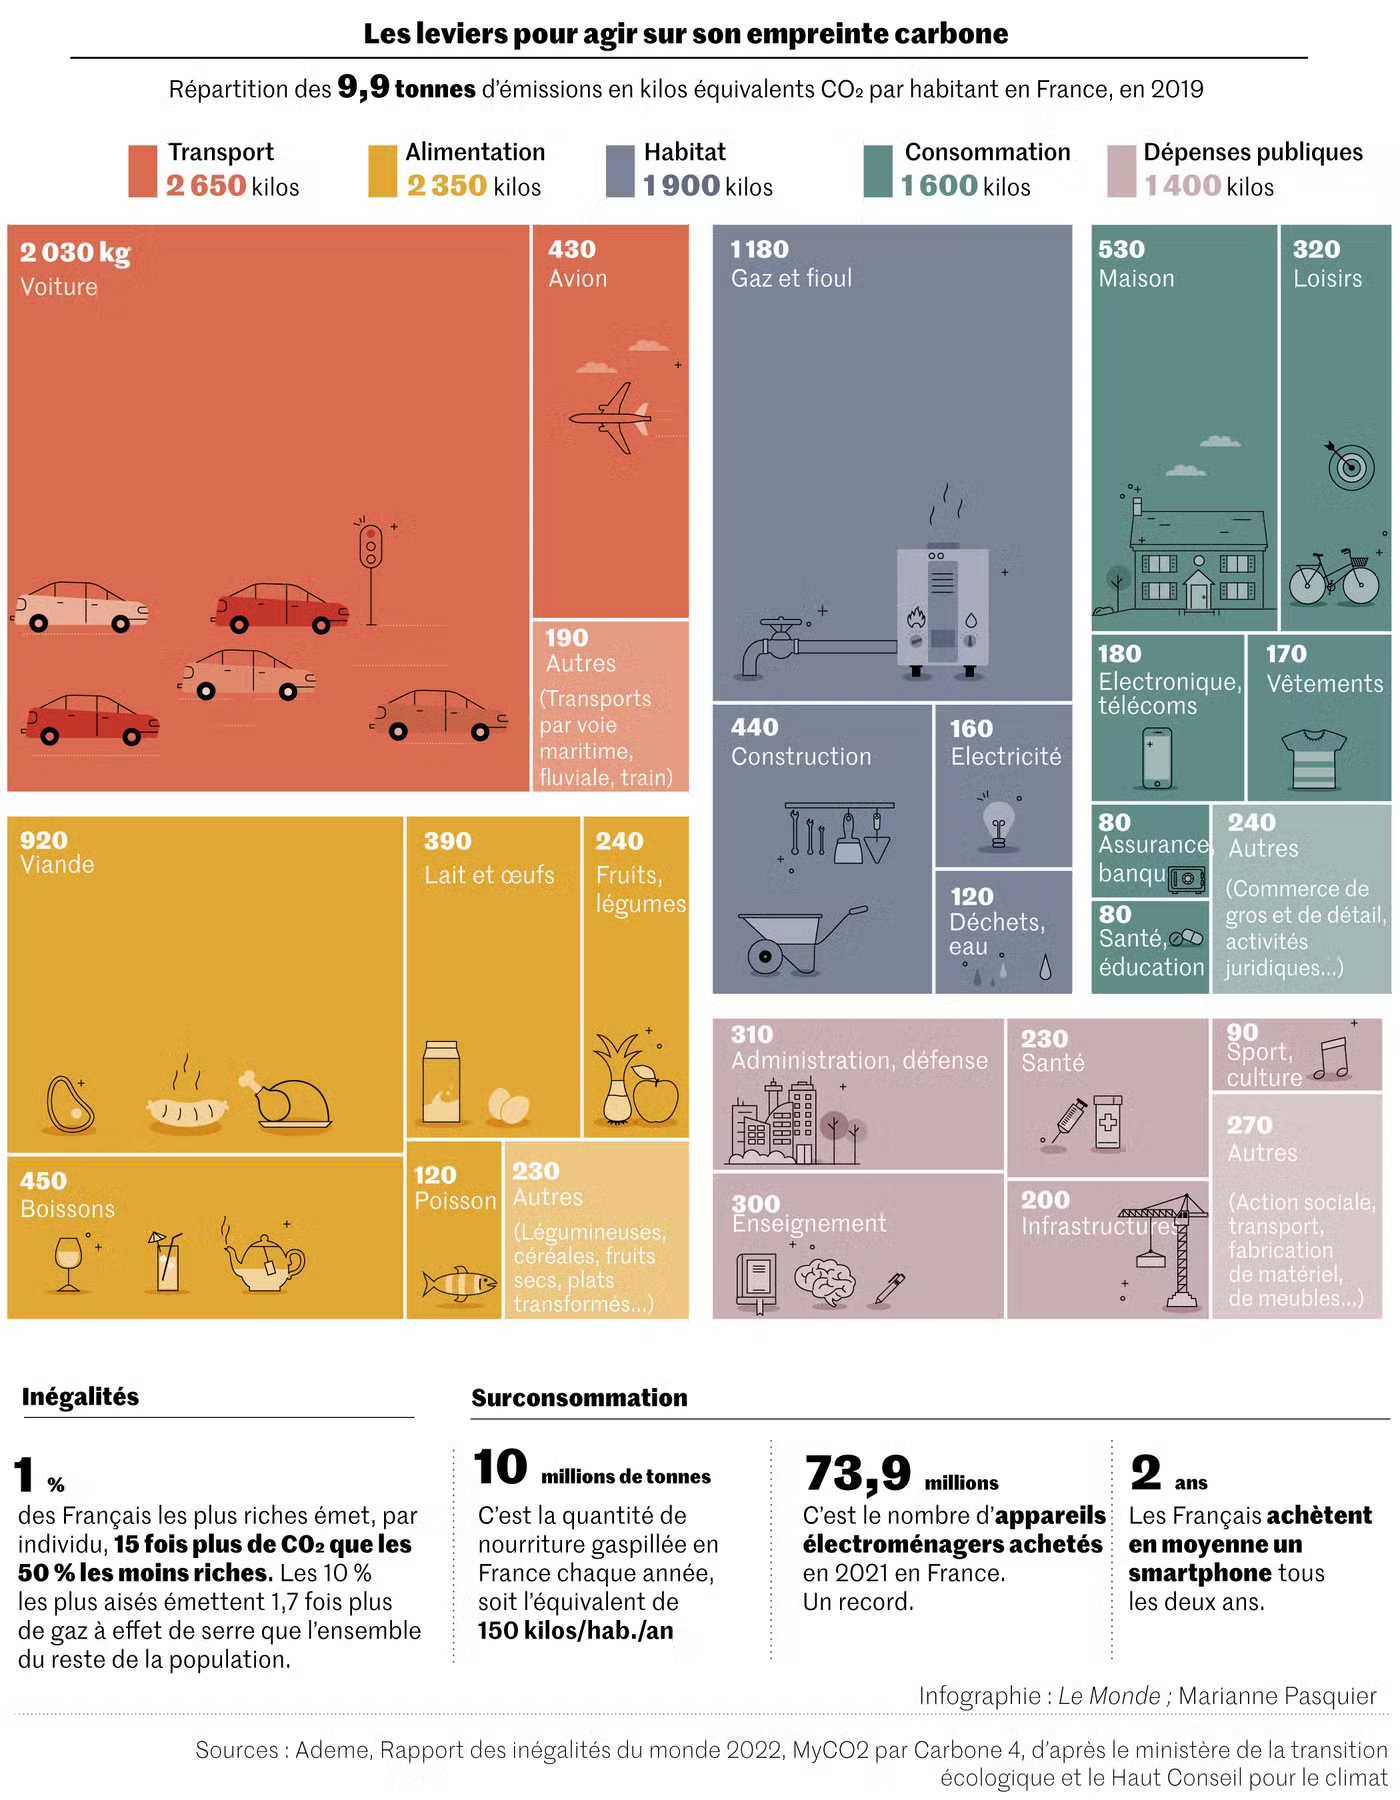 Les leviers pour agir sur son empreinte carbone
Répartition des 9,9 tonnes d'émissions en kilos équivalents CO₂ par habitant en France, en 2019
Transport
2 650 kilos
Alimentation
2 350 kilos
Habitat
1 900 kilos
Consommation
1 600 kilos
Dépenses publiques
1 400 kilos
2 030 kg
Voiture
430
Avion
190
Autres
(Transports
par voie
maritime,
fluviale, train)
920
Viande
390
Lait et œufs
240
Fruits,
légumes
450
Boissons
120
Poisson
230
Autres
(Légumineuses,
céréales, fruits
secs, plats
transformés...)
1 180
Gaz et fioul
440
Construction
160
Electricité
120
Déchets,
eau
530
Maison
320
Loisirs
180
Electronique,
télécoms
170
Vêtements
80
Assurance,
banqu
80
Santé,
éducation
240
Autres
(Commerce de
gros et de détail,
activités
juridiques...)
310
Administration, défense
230
Santé
90
Sport,
culture
300
Enseignement
200
Infrastructures
270
Autres
(Action sociale,
transport,
fabrication
de matériel,
de meubles...)
Inégalités
1 %
des Français les plus riches émet, par
individu, 15 fois plus de CO₂ que les
50 % les moins riches. Les 10 %
les plus aisés émettent 1,7 fois plus
de gaz à effet de serre que l'ensemble
du reste de la population.
Surconsommation
10 millions de tonnes
C'est la quantité de
nourriture gaspillée en
France chaque année,
soit l'équivalent de
150 kilos/hab./an
73,9 millions
C'est le nombre d'appareils
électroménagers achetés
en 2021 en France.
Un record.
2 ans
Les Français achètent
en moyenne un
smartphone tous
les deux ans.
Infographie : Le Monde ; Marianne Pasquier
Sources : Ademe, Rapport des inégalités du monde 2022, MyCO2 par Carbone 4, d'après le ministère de la transition
écologique et le Haut Conseil pour le climat